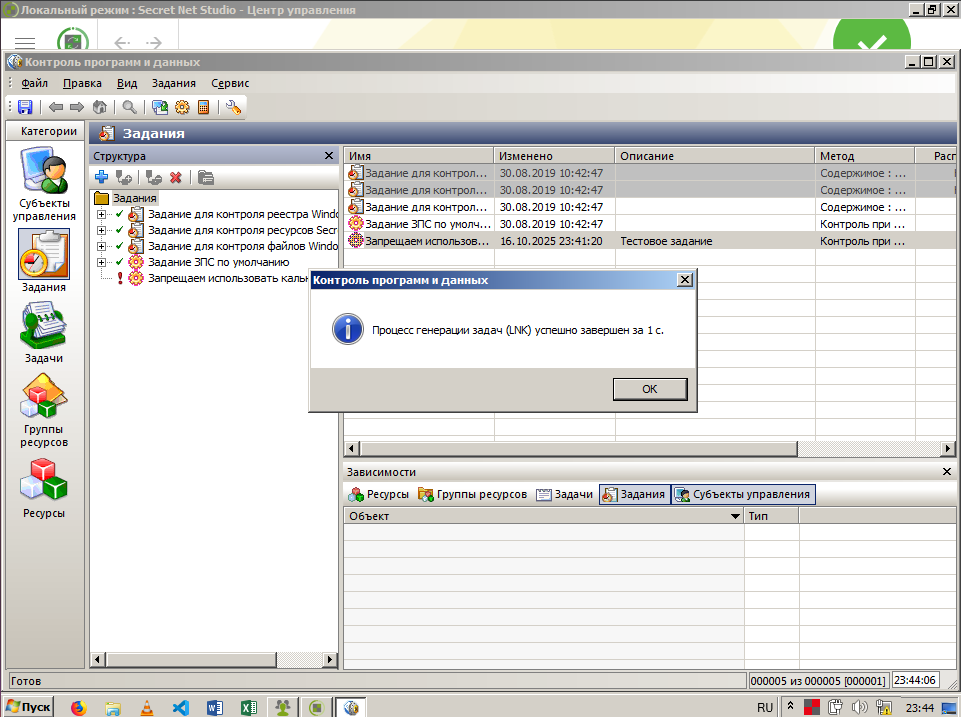 Локальный режим : Secret Net Studio - Центр управления
Контроль программ и данных
Файл Правка Вид Задания Сервис
Категории
Субъекты
управления
Задания
Задачи
Группы
ресурсов
Ресурсы
Задания
Структура
Задания
Задание для контроля реестра Windo
Задание для контроля ресурсов Secr
Задание для контроля файлов Windo
Задание ЗПС по умолчанию
Запрещаем использовать кальк
Имя Изменено Описание Метод Расп
Задание для контрол... 30.08.2019 10:42:47 Содержимое : ...
Задание для контрол... 30.08.2019 10:42:47 Содержимое : ...
Задание для контрол... 30.08.2019 10:42:47 Содержимое : ...
Задание ЗПС по умолч... 30.08.2019 10:42:47 Контроль при ...
Запрещаем использов... 16.10.2025 23:41:20 Тестовое задание Контроль при ...
Контроль программ и данных
Процесс генерации задач (LNK) успешно завершен за 1 с.
OK
Зависимости
Ресурсы Группы ресурсов Задачи Задания Субъекты управления
Объект Тип
Готов 000005 из 000005 [000001] 23:44:06
Пуск RU 23:44